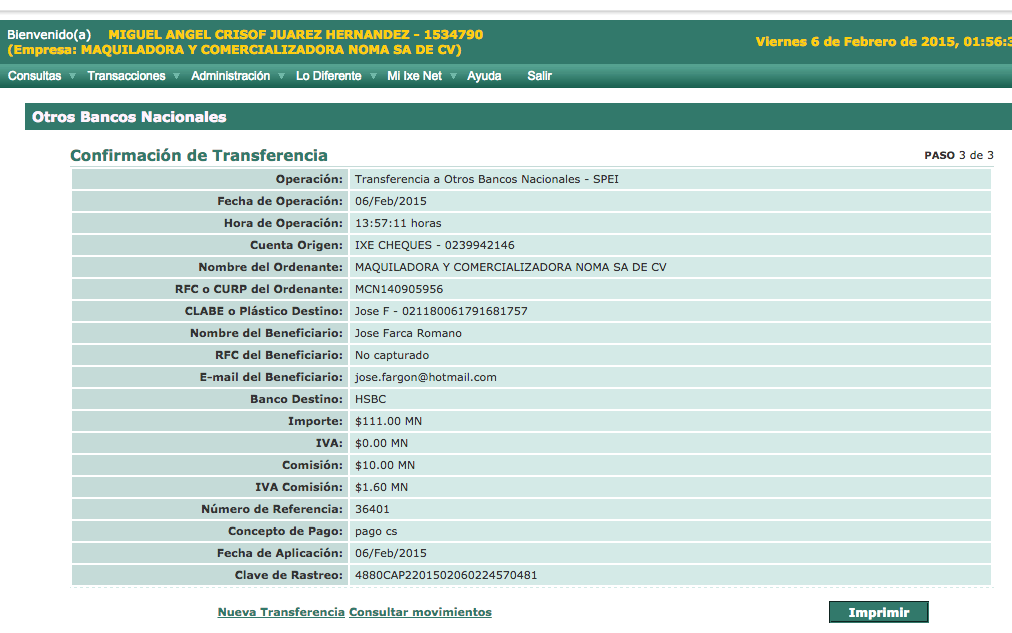 Bienvenido(a) MIGUEL ANGEL CRISOF JUAREZ HERNANDEZ - 1534790
(Empresa: MAQUILADORA Y COMERCIALIZADORA NOMA SA DE CV)
Viernes 6 de Febrero de 2015, 01:56:3
Consultas Transacciones Administración Lo Diferente Mi Ixe Net Ayuda Salir
Otros Bancos Nacionales
Confirmación de Transferencia PASO 3 de 3
Operación: Transferencia a Otros Bancos Nacionales - SPEI
Fecha de Operación: 06/Feb/2015
Hora de Operación: 13:57:11 horas
Cuenta Origen: IXE CHEQUES - 0239942146
Nombre del Ordenante: MAQUILADORA Y COMERCIALIZADORA NOMA SA DE CV
RFC o CURP del Ordenante: MCN140905956
CLABE o Plástico Destino: Jose F - 021180061791681757
Nombre del Beneficiario: Jose Farca Romano
RFC del Beneficiario: No capturado
E-mail del Beneficiario: jose.fargon@hotmail.com
Banco Destino: HSBC
Importe: $111.00 MN
IVA: $0.00 MN
Comisión: $10.00 MN
IVA Comisión: $1.60 MN
Número de Referencia: 36401
Concepto de Pago: pago cs
Fecha de Aplicación: 06/Feb/2015
Clave de Rastreo: 4880CAP2201502060224570481
Nueva Transferencia Consultar movimientos Imprimir